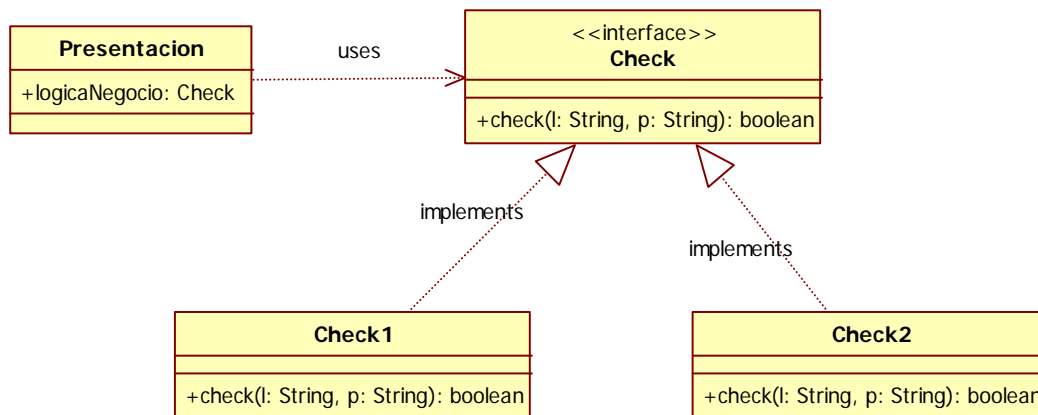 Presentacion
+logicaNegocio: Check
uses
<<interface>>
Check
+check(l: String, p: String): boolean
implements
implements
Check1
+check(l: String, p: String): boolean
Check2
+check(l: String, p: String): boolean